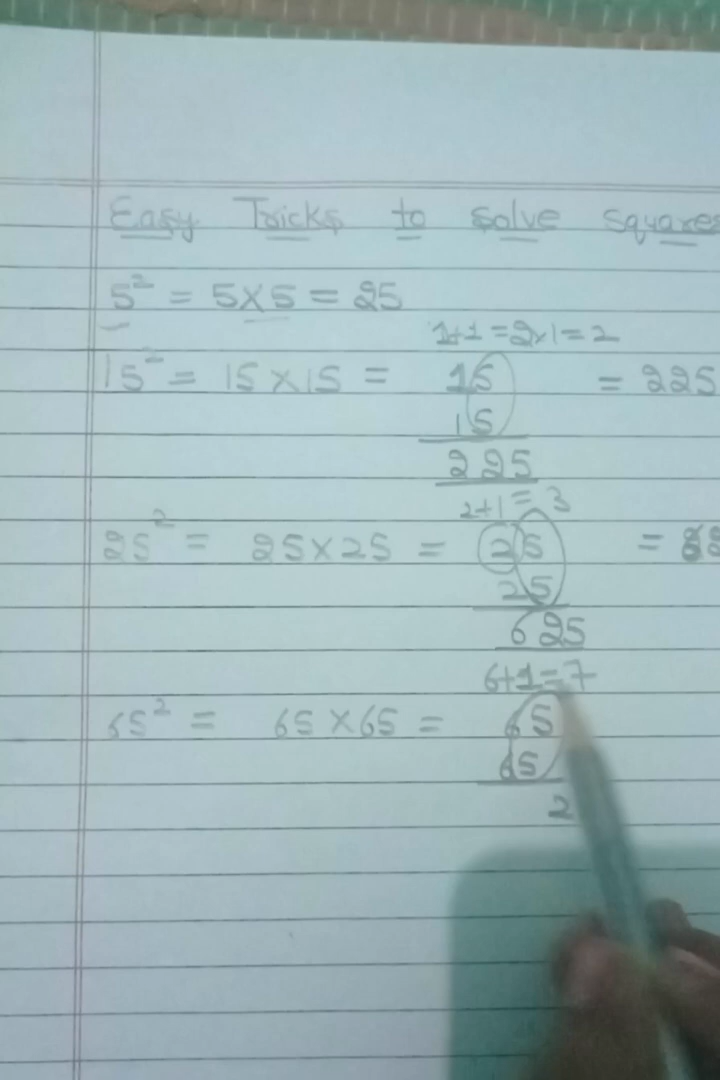 Easy Tricks to solve squares
5² = 5×5 = 25
1+1=2×1=2
15² = 15×15 = 15 = 225
15
225
2+1=3
25² = 25×25 = 25 =
25
625
6+1=7
65² = 65×65 = 65
65
2